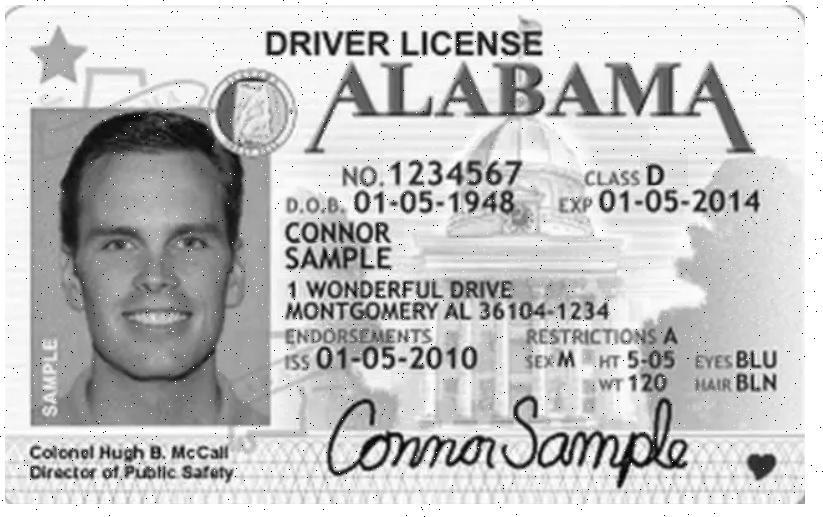 DRIVER LICENSE
ALABAMA
NO. 1234567 CLASS D
D.O.B. 01-05-1948 EXP 01-05-2014
CONNOR
SAMPLE
1 WONDERFUL DRIVE
MONTGOMERY AL 36104-1234
ENDORSEMENTS RESTRICTIONS A
ISS 01-05-2010 SEX M HT 5-05 EYES BLU
WT 120 HAIR BLN
SAMPLE
Connor Sample
Colonel Hugh B. McCall
Director of Public Safety